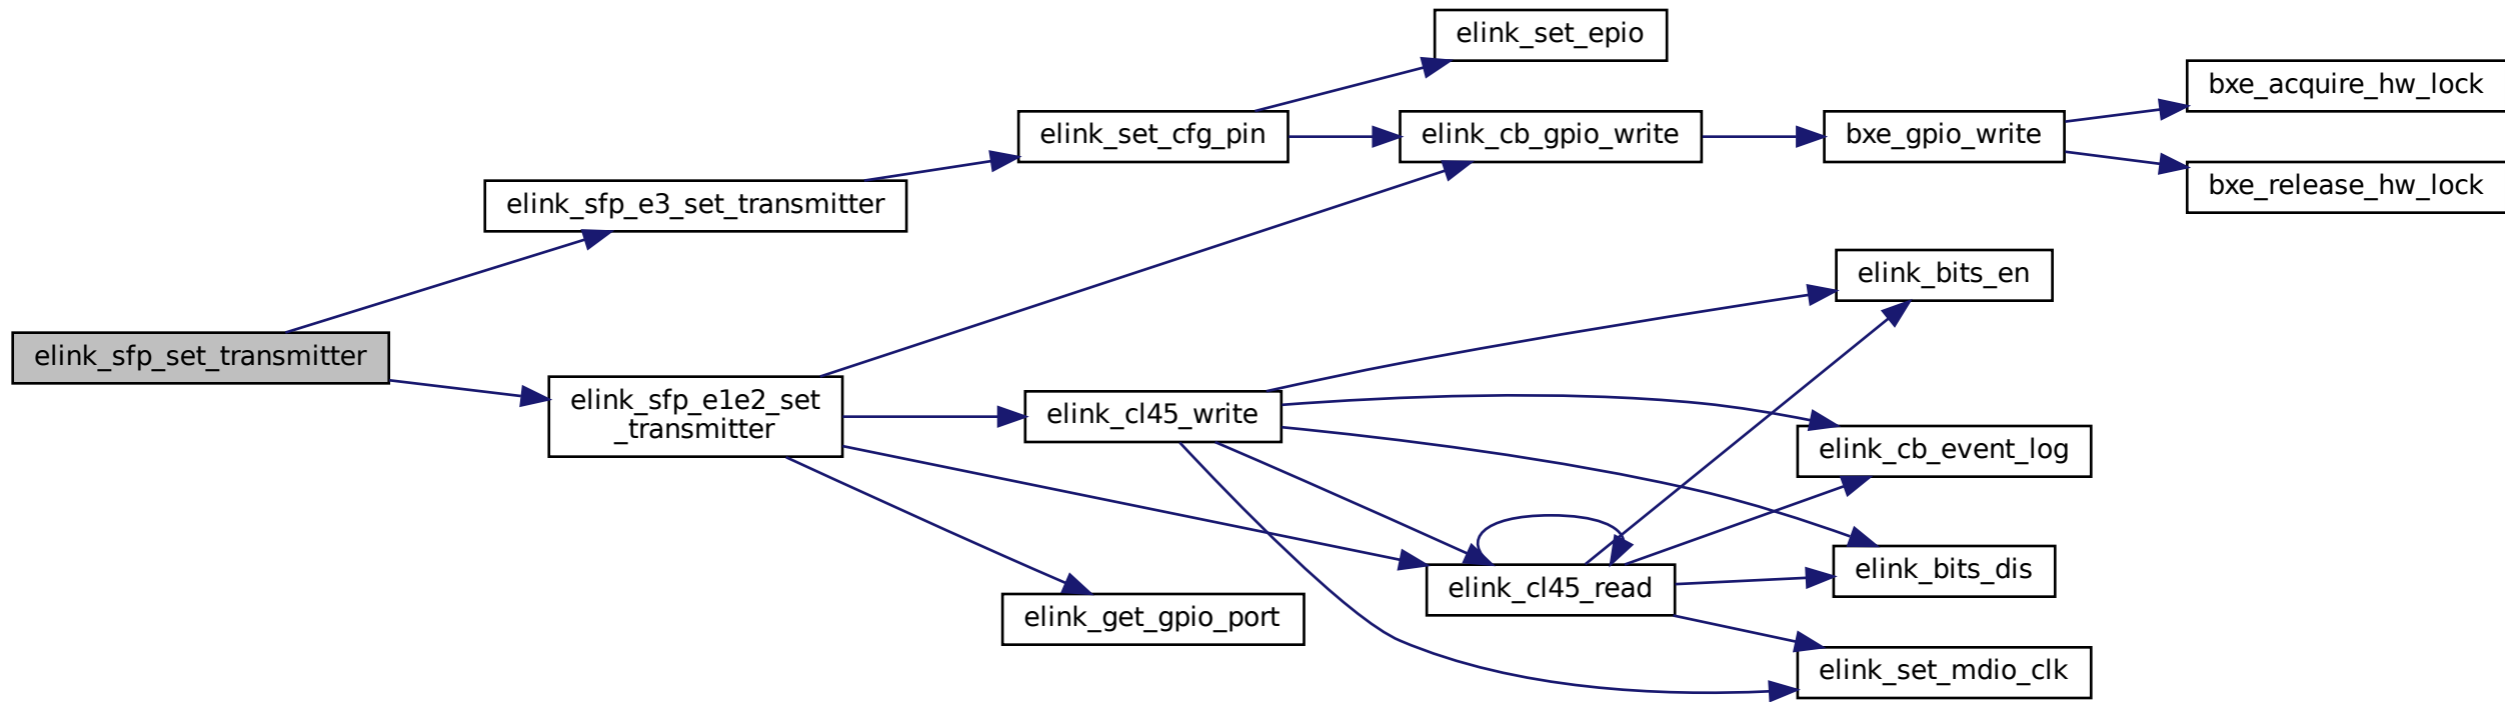 elink_set_epio
bxe_acquire_hw_lock
elink_set_cfg_pin
elink_cb_gpio_write
bxe_gpio_write
bxe_release_hw_lock
elink_sfp_e3_set_transmitter
elink_bits_en
elink_sfp_set_transmitter
elink_sfp_e1e2_set
_transmitter
elink_cl45_write
elink_cb_event_log
elink_bits_dis
elink_cl45_read
elink_get_gpio_port
elink_set_mdio_clk